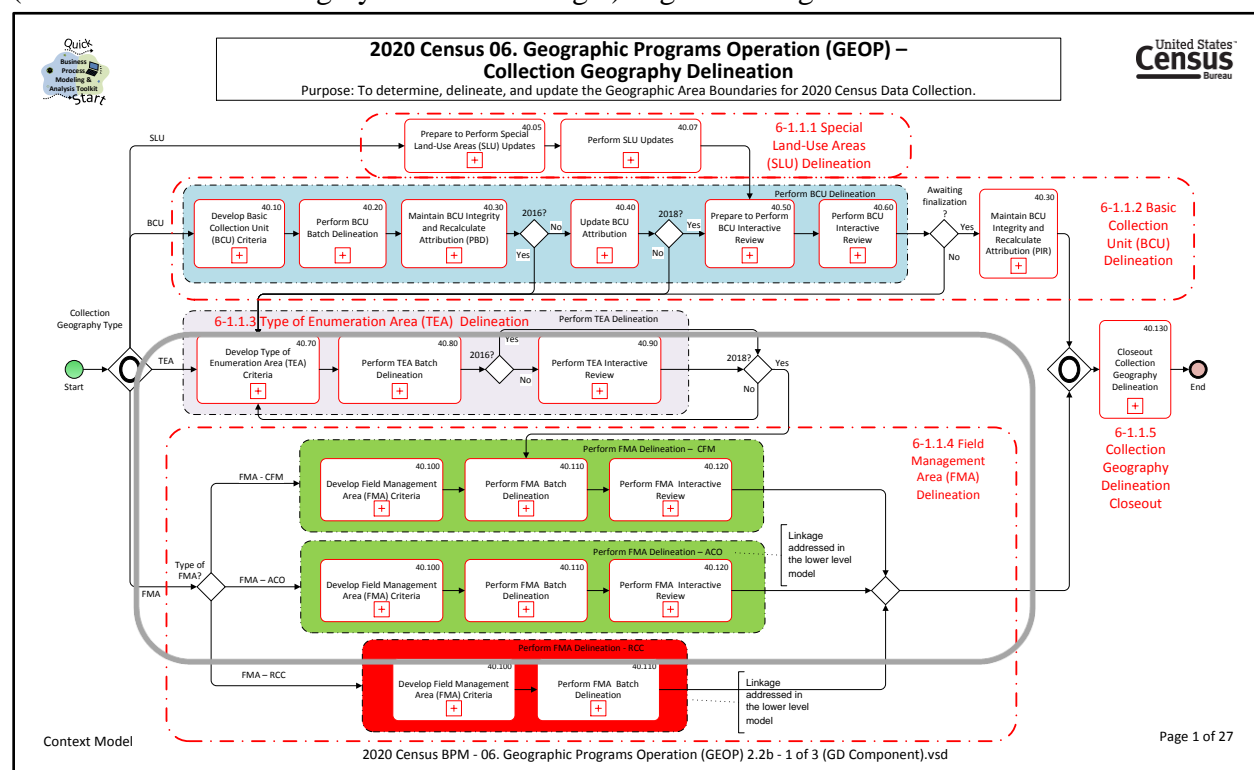 Quick
Business
Process
Modeling &
Analysis Toolkit
Start
2020 Census 06. Geographic Programs Operation (GEOP) –
Collection Geography Delineation
Purpose: To determine, delineate, and update the Geographic Area Boundaries for 2020 Census Data Collection.
United States™
Census
Bureau
SLU
40.05
Prepare to Perform Special
Land-Use Areas (SLU) Updates
40.07
Perform SLU Updates
6-1.1.1 Special
Land-Use Areas
(SLU) Delineation
Perform BCU Delineation
BCU
40.10
Develop Basic
Collection Unit
(BCU) Criteria
40.20
Perform BCU
Batch Delineation
40.30
Maintain BCU Integrity
and Recalculate
Attribution (PBD)
2016?
No
Yes
40.40
Update BCU
Attribution
2018?
Yes
No
40.50
Prepare to Perform
BCU Interactive
Review
40.60
Perform BCU
Interactive
Review
Awaiting
finalization
?
Yes
No
40.30
Maintain BCU
Integrity and
Recalculate
Attribution (PIR)
6-1.1.2 Basic
Collection
Unit (BCU)
Delineation
Collection
Geography Type
Start
6-1.1.3 Type of Enumeration Area (TEA) Delineation
Perform TEA Delineation
TEA
40.70
Develop Type of
Enumeration Area (TEA)
Criteria
40.80
Perform TEA Batch
Delineation
2016?
Yes
No
40.90
Perform TEA Interactive
Review
2018?
Yes
No
40.130
Closeout
Collection
Geography
Delineation
End
6-1.1.5
Collection
Geography
Delineation
Closeout
6-1.1.4 Field
Management
Area (FMA)
Delineation
Perform FMA Delineation – CFM
FMA - CFM
40.100
Develop Field Management
Area (FMA) Criteria
40.110
Perform FMA Batch
Delineation
40.120
Perform FMA Interactive
Review
Type of
FMA?
FMA
Perform FMA Delineation – ACO
FMA – ACO
40.100
Develop Field Management
Area (FMA) Criteria
40.110
Perform FMA Batch
Delineation
40.120
Perform FMA Interactive
Review
Linkage
addressed in
the lower level
model
Perform FMA Delineation - RCC
FMA – RCC
40.100
Develop Field Management
Area (FMA) Criteria
40.110
Perform FMA Batch
Delineation
Linkage
addressed in
the lower level
model
Context Model
2020 Census BPM - 06. Geographic Programs Operation (GEOP) 2.2b - 1 of 3 (GD Component).vsd
Page 1 of 27